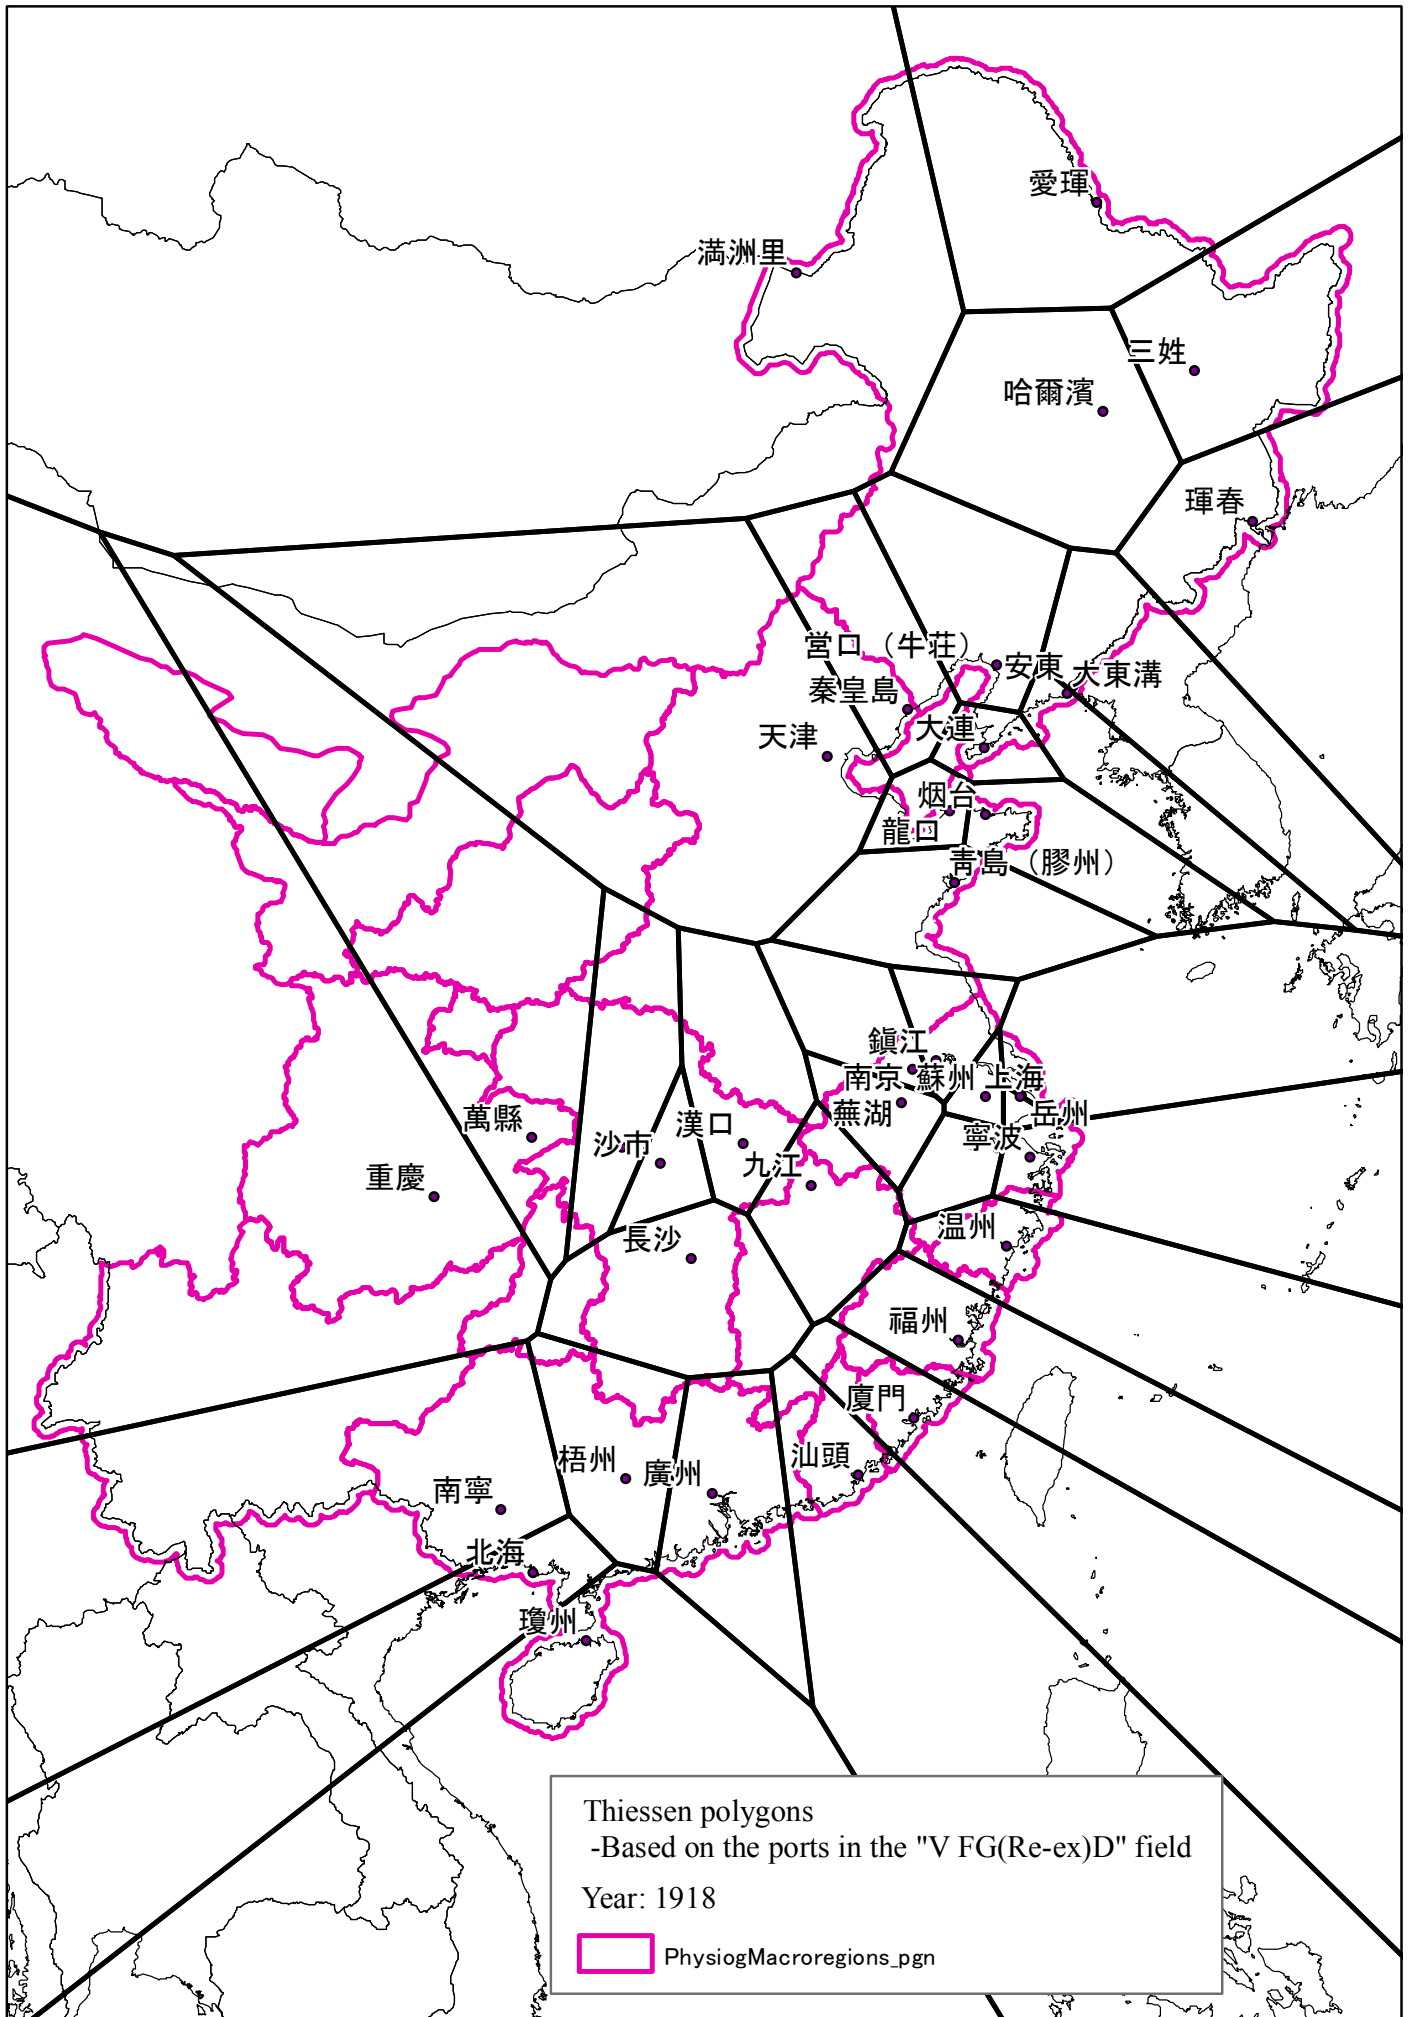 愛琿
満洲里
三姓
哈爾濱
琿春
営口（牛荘）
安東
大東溝
秦皇島
大連
天津
烟台
龍口
青島（膠州）
鎮江
南京
蘇州
上海
蕪湖
岳州
萬縣
沙市
漢口
寧波
九江
重慶
温州
長沙
福州
廈門
梧州
廣州
汕頭
南寧
北海
瓊州
Thiessen polygons
-Based on the ports in the "V FG(Re-ex)D" field
Year: 1918
PhysiogMacroregions_pgn